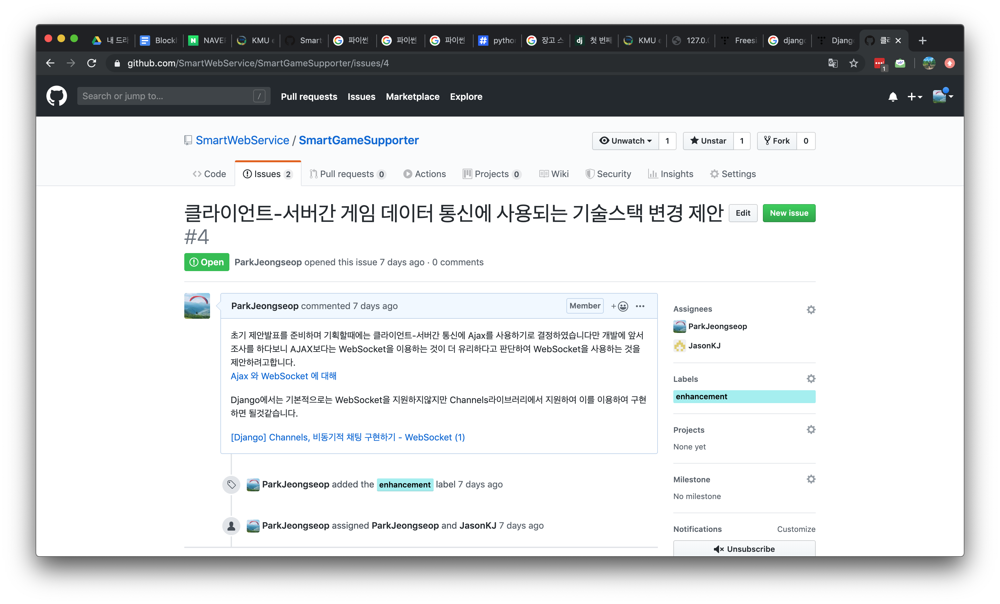 내 드라
Blockl
NAVER
KMU e
Smart
파이썬
파이썬
파이썬
python
장고 스
첫 번째
KMU e
127.0.0
Freesi
django
Django
클라
github.com/SmartWebService/SmartGameSupporter/issues/4
1
Search or jump to...
/
Pull requests
Issues
Marketplace
Explore
SmartWebService / SmartGameSupporter
Unwatch 1
Unstar 1
Fork 0
Code
Issues 2
Pull requests 0
Actions
Projects 0
Wiki
Security
Insights
Settings
클라이언트-서버간 게임 데이터 통신에 사용되는 기술스택 변경 제안
#4
Edit
New issue
Open
ParkJeongseop opened this issue 7 days ago · 0 comments
ParkJeongseop commented 7 days ago
Member
초기 제안발표를 준비하며 기획할때에는 클라이언트-서버간 통신에 Ajax를 사용하기로 결정하였습니다만 개발에 앞서
조사를 하다보니 AJAX보다는 WebSocket을 이용하는 것이 더 유리하다고 판단하여 WebSocket을 사용하는 것을
제안하려고합니다.
Ajax 와 WebSocket 에 대해
Django에서는 기본적으로는 WebSocket을 지원하지않지만 Channels라이브러리에서 지원하여 이를 이용하여 구현
하면 될것같습니다.
[Django] Channels, 비동기적 채팅 구현하기 - WebSocket (1)
ParkJeongseop added the enhancement label 7 days ago
ParkJeongseop assigned ParkJeongseop and JasonKJ 7 days ago
Assignees
ParkJeongseop
JasonKJ
Labels
enhancement
Projects
None yet
Milestone
No milestone
Notifications
Customize
Unsubscribe